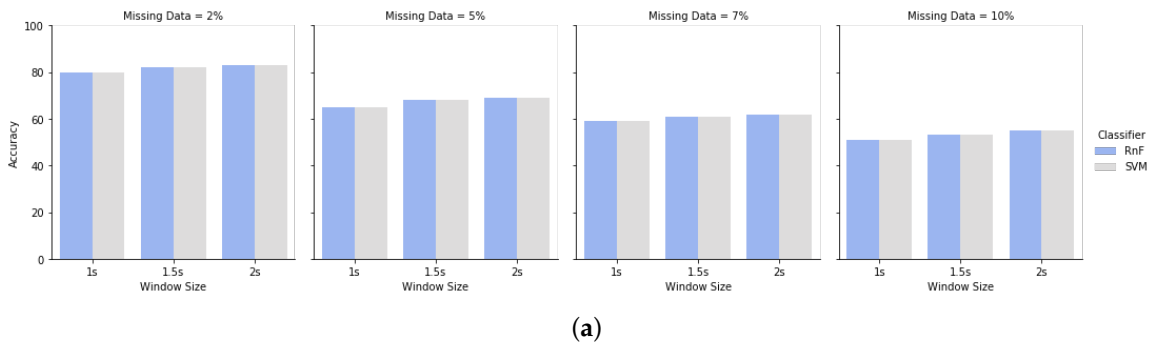 Missing Data = 2%
Missing Data = 5%
Missing Data = 7%
Missing Data = 10%
100
80
60
40
20
0
Accuracy
1s 1.5s 2s
Window Size
1s 1.5s 2s
Window Size
1s 1.5s 2s
Window Size
1s 1.5s 2s
Window Size
Classifier
RnF
SVM
(a)